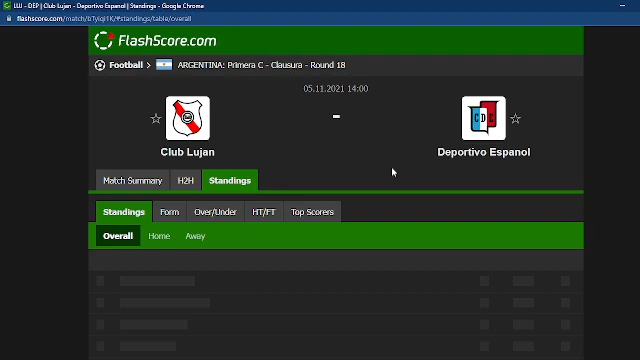 LUJ - DEP | Club Lujan - Deportivo Espanol | Standings - Google Chrome
flashscore.com/match/bTyiqi1K/#standings/table/overall
FlashScore.com
Football > ARGENTINA: Primera C - Clausura - Round 18
05.11.2021 14:00
-
CDE
Club Lujan
Deportivo Espanol
Match Summary H2H Standings
Standings Form Over/Under HT/FT Top Scorers
Overall Home Away